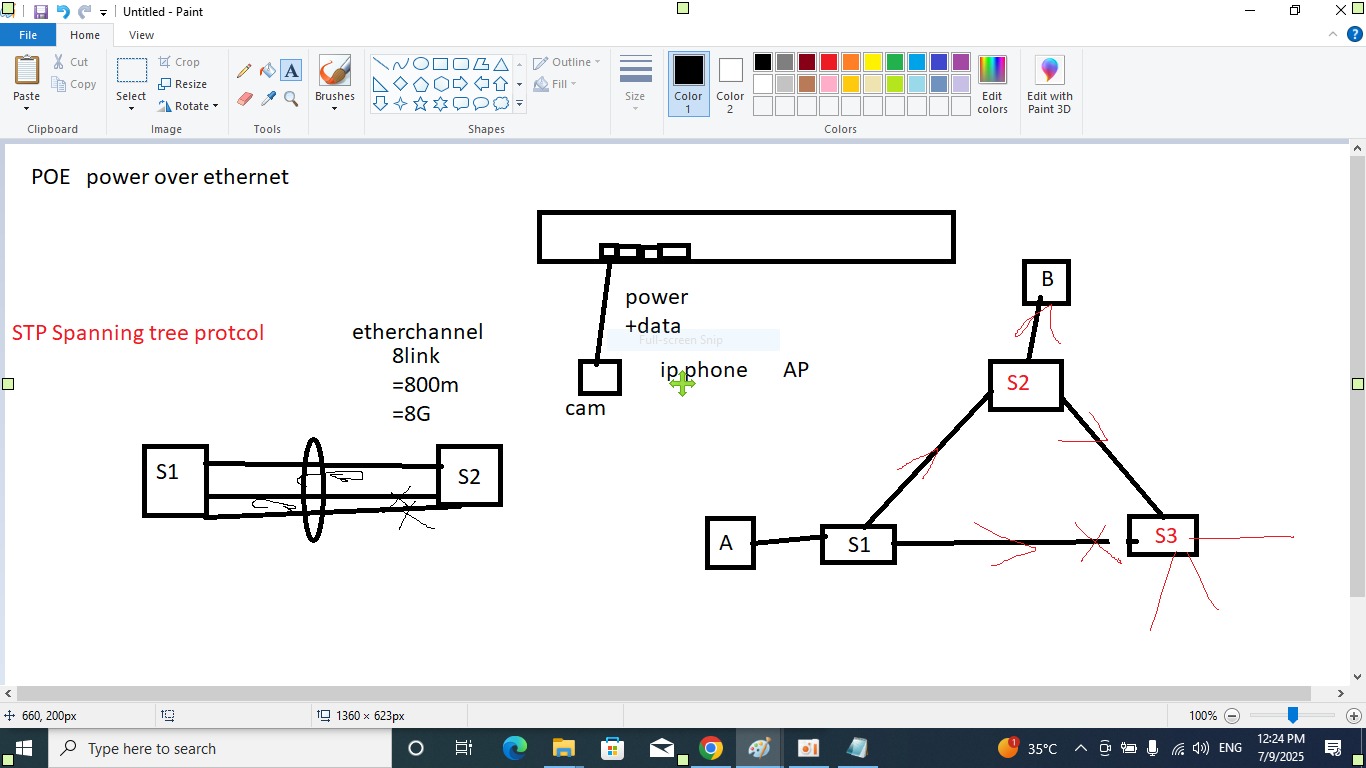 Untitled - Paint
File
Home
View
Paste
Cut
Copy
Clipboard
Select
Crop
Resize
Rotate
Image
A
Tools
Brushes
Shapes
Outline
Fill
Size
Color 1
Color 2
Edit colors
Colors
Edit with Paint 3D
POE power over ethernet
power
+data
Full-screen Snip
ip phone AP
cam
STP Spanning tree protcol
etherchannel
8link
=800m
=8G
S1
S2
B
S2
A
S1
S3
660, 200px
1360 × 623px
100%
Type here to search
1
35°C
ENG
12:24 PM
7/9/2025